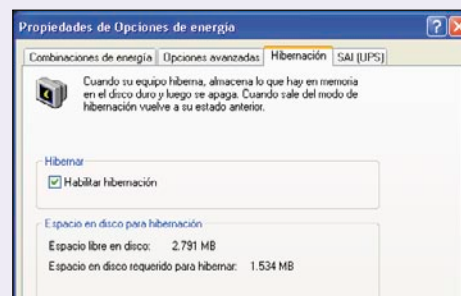 Propiedades de Opciones de energía
Combinaciones de energía Opciones avanzadas Hibernación SAI (UPS)
Cuando su equipo hiberna, almacena lo que hay en memoria
en el disco duro y luego se apaga. Cuando sale del modo de
hibernación vuelve a su estado anterior.
Hibernar
Habilitar hibernación
Espacio en disco para hibernación
Espacio libre en disco: 2.791 MB
Espacio en disco requerido para hibernar: 1.534 MB